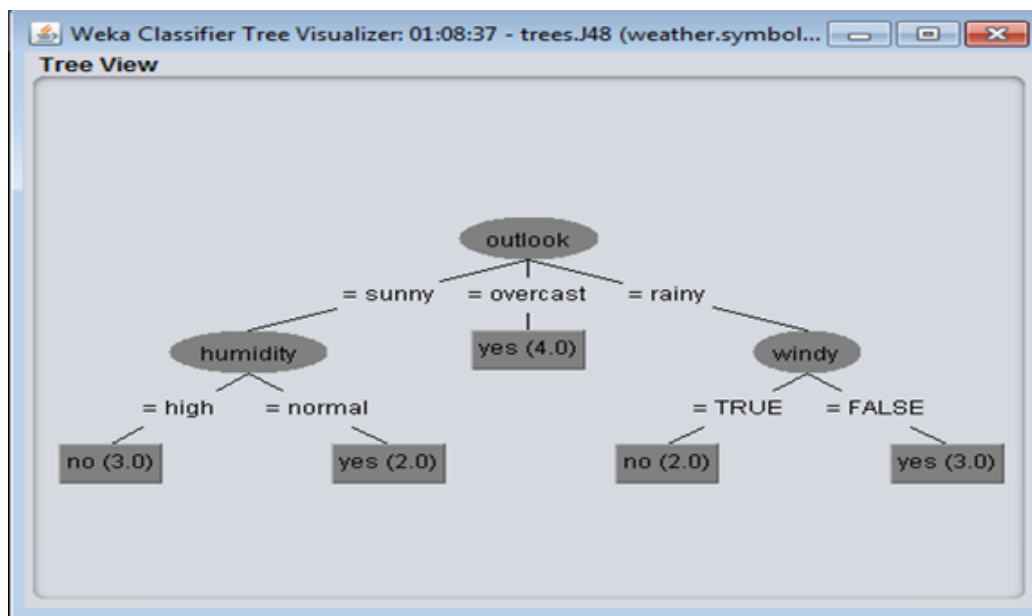 Weka Classifier Tree Visualizer: 01:08:37 - trees.J48 (weather.symbol...
Tree View
outlook
= sunny = overcast = rainy
humidity yes (4.0) windy
= high = normal = TRUE = FALSE
no (3.0) yes (2.0) no (2.0) yes (3.0)